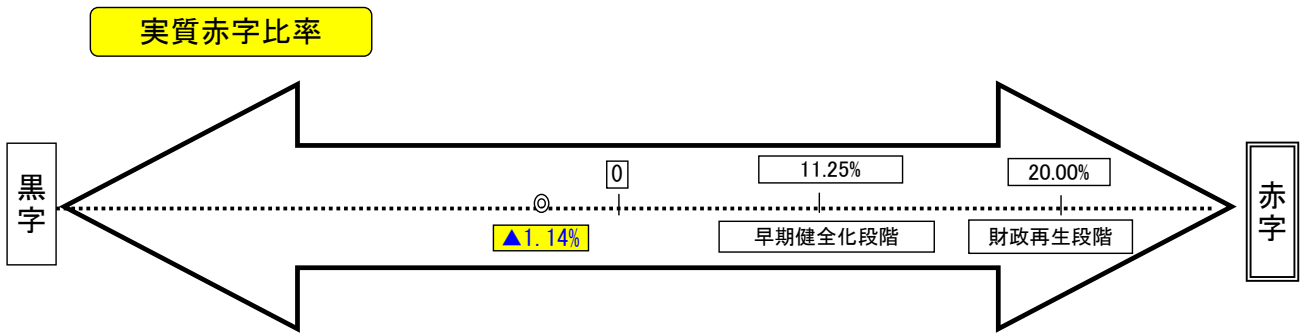 実質赤字比率
黒字
0
11.25%
20.00%
赤字
◎
▲1.14%
早期健全化段階
財政再生段階